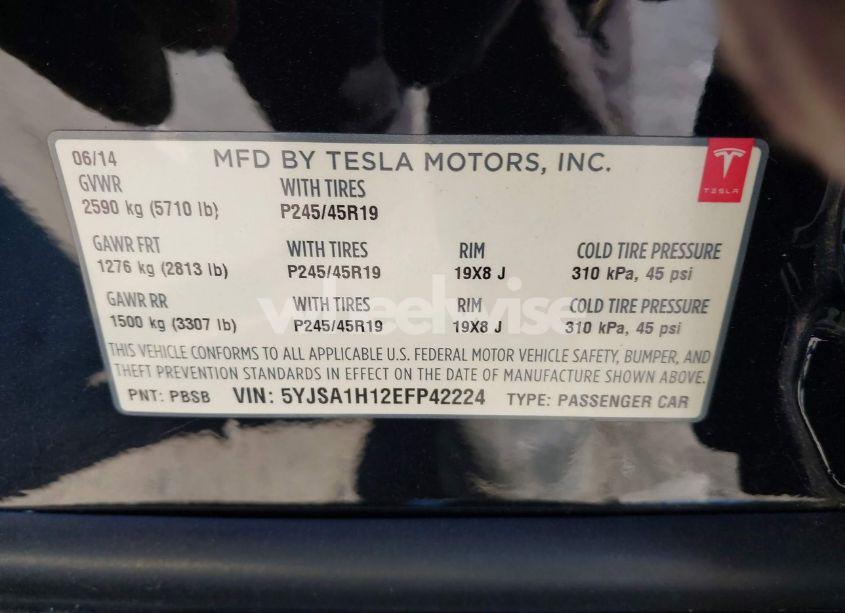 06/14 MFD BY TESLA MOTORS, INC.
TESLA
GVWR WITH TIRES
2590 kg (5710 lb) P245/45R19
GAWR FRT WITH TIRES RIM COLD TIRE PRESSURE
1276 kg (2813 lb) P245/45R19 19X8 J 310 kPa, 45 psi
GAWR RR WITH TIRES RIM COLD TIRE PRESSURE
1500 kg (3307 lb) P245/45R19 19X8 J 310 kPa, 45 psi
wheelwise
THIS VEHICLE CONFORMS TO ALL APPLICABLE U.S. FEDERAL MOTOR VEHICLE SAFETY, BUMPER, AND
THEFT PREVENTION STANDARDS IN EFFECT ON THE DATE OF MANUFACTURE SHOWN ABOVE.
PNT: PBSB VIN: 5YJSA1H12EFP42224 TYPE: PASSENGER CAR